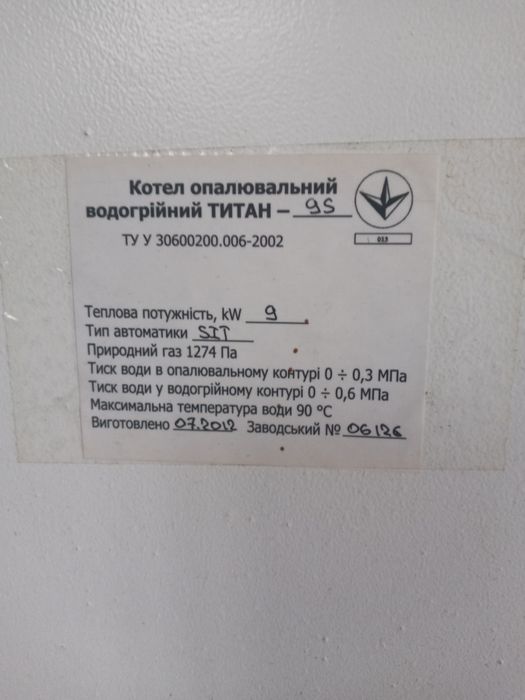 Котел опалювальний
водогрійний ТИТАН – 9S
ТУ У 30600200.006-2002
013
Теплова потужність, kW 9
Тип автоматики SIT
Природний газ 1274 Па
Тиск води в опалювальному контурі 0 ÷ 0,3 МПа
Тиск води у водогрійному контурі 0 ÷ 0,6 МПа
Максимальна температура води 90 °С
Виготовлено 07.2012 Заводський № 06126